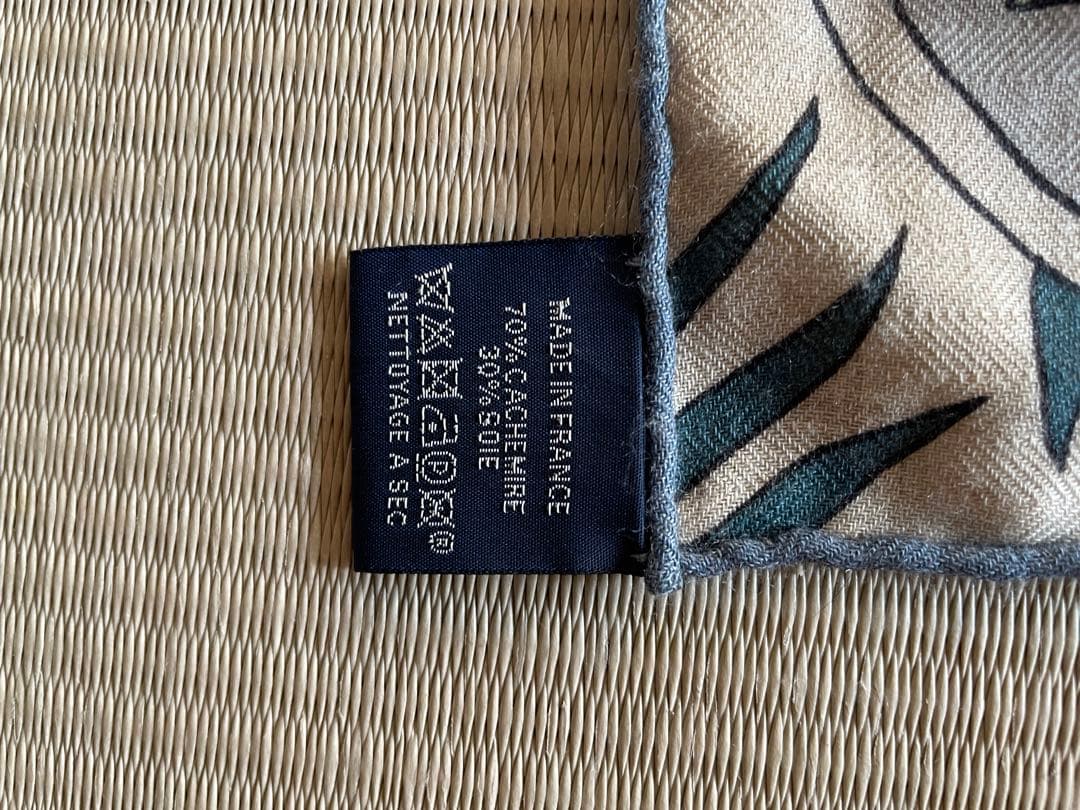 MADE IN FRANCE
70% CACHEMIRE
30% SOIE
P ®
NETTOYAGE A SEC